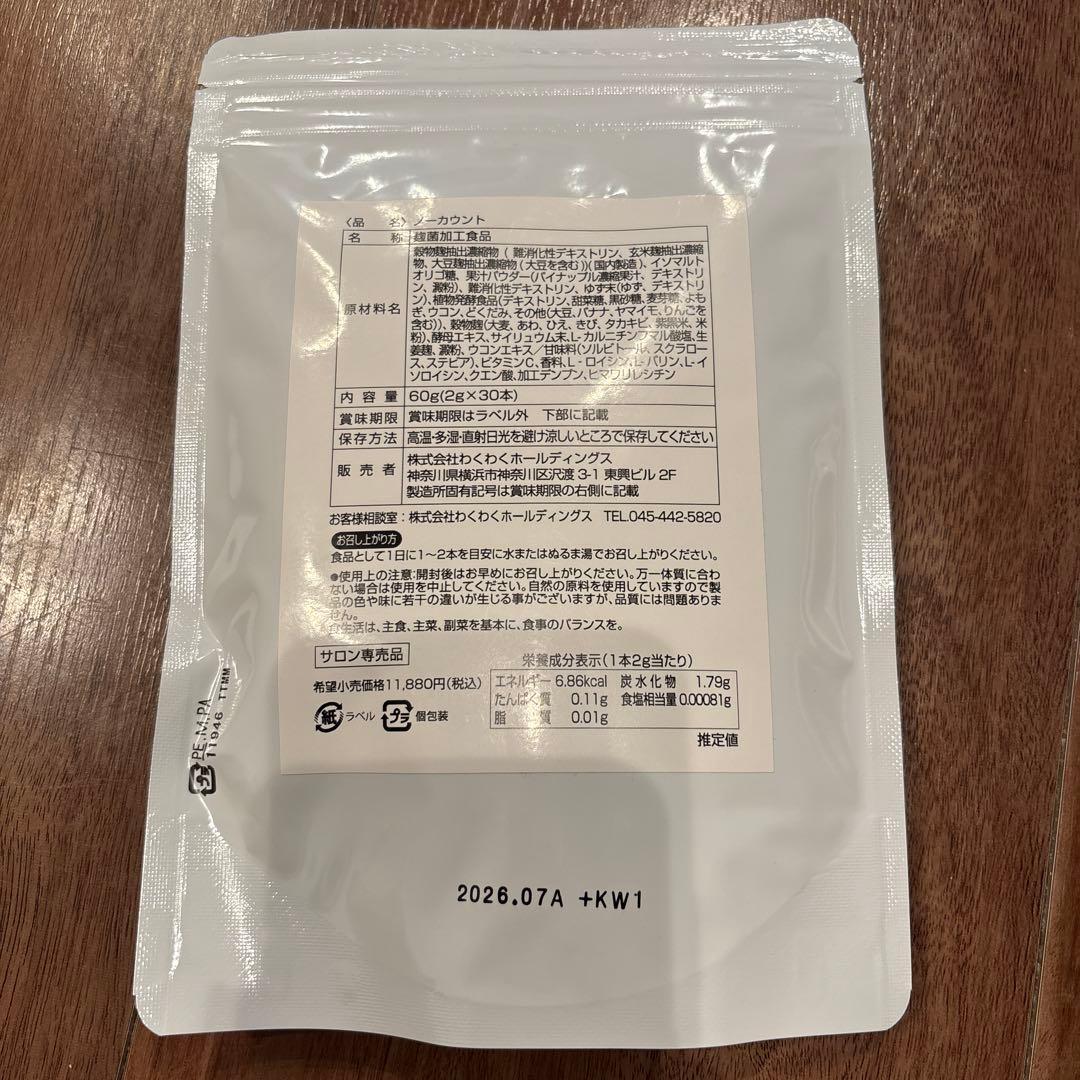 〈品　名〉ノーカウント
名　称　麹菌加工食品
原材料名　穀物麹抽出濃縮物(難消化性デキストリン、玄米麹抽出濃縮
物、大豆麹抽出濃縮物(大豆を含む))(国内製造)、イソマルト
オリゴ糖、果汁パウダー(パイナップル濃縮果汁、デキストリ
ン、澱粉)、難消化性デキストリン、ゆず末(ゆず、デキストリ
ン)、植物発酵食品(デキストリン、甜菜糖、黒砂糖、麦芽糖、よも
ぎ、ウコン、どくだみ、その他(大豆、バナナ、ヤマイモ、りんごを
含む))、穀物麹(大麦、あわ、ひえ、きび、タカキビ、紫黒米、米
粉)、酵母エキス、サイリュウム末、L-カルニチンフマル酸塩、生
姜麹、澱粉、ウコンエキス/甘味料(ソルビトール、スクラロー
ス、ステビア)、ビタミンC、香料、L-ロイシン、L-バリン、L-イ
ソロイシン、クエン酸、加工デンプン、ヒマワリレシチン
内容量　60g(2g×30本)
賞味期限　賞味期限はラベル外　下部に記載
保存方法　高温・多湿・直射日光を避け涼しいところで保存してください
販売者　株式会社わくわくホールディングス
神奈川県横浜市神奈川区沢渡 3-1 東興ビル 2F
製造所固有記号は賞味期限の右側に記載
お客様相談室：株式会社わくわくホールディングス　TEL.045-442-5820
お召し上がり方
食品として1日に1〜2本を目安に水またはぬるま湯でお召し上がりください。
●使用上の注意：開封後はお早めにお召し上がりください。万一体質に合わ
ない場合は使用を中止してください。自然の原料を使用していますので製
品の色や味に若干の違いが生じる事がございますが、品質には問題ありま
せん。
食生活は、主食、主菜、副菜を基本に、食事のバランスを。
サロン専売品
希望小売価格11,880円(税込)
紙 ラベル プラ 個包装
栄養成分表示(1本2g当たり)
エネルギー 6.86kcal 炭水化物 1.79g
たんぱく質 0.11g 食塩相当量 0.00081g
脂　質 0.01g
推定値
プラ PE.M.PA
11946 TTMM
2026.07A +KW1